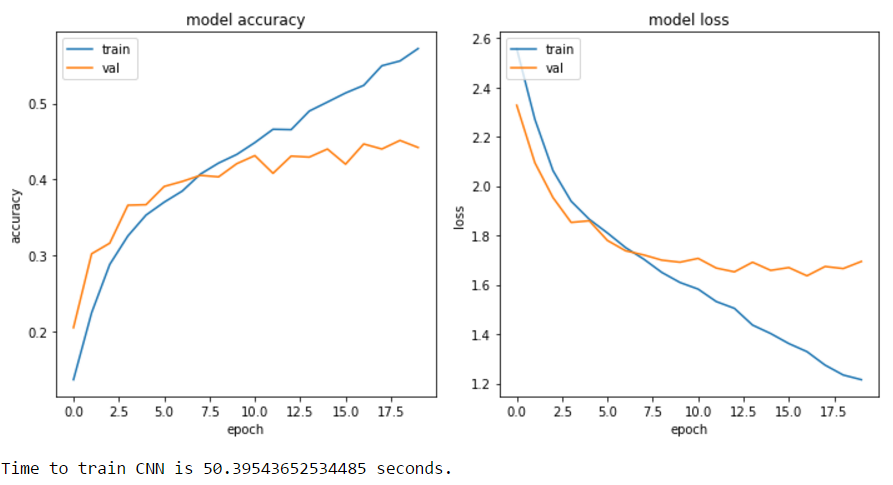 model accuracy
train
val
0.5
0.4
0.3
0.2
accuracy
0.0 2.5 5.0 7.5 10.0 12.5 15.0 17.5
epoch
model loss
train
val
2.6
2.4
2.2
2.0
1.8
1.6
1.4
1.2
loss
0.0 2.5 5.0 7.5 10.0 12.5 15.0 17.5
epoch
Time to train CNN is 50.39543652534485 seconds.